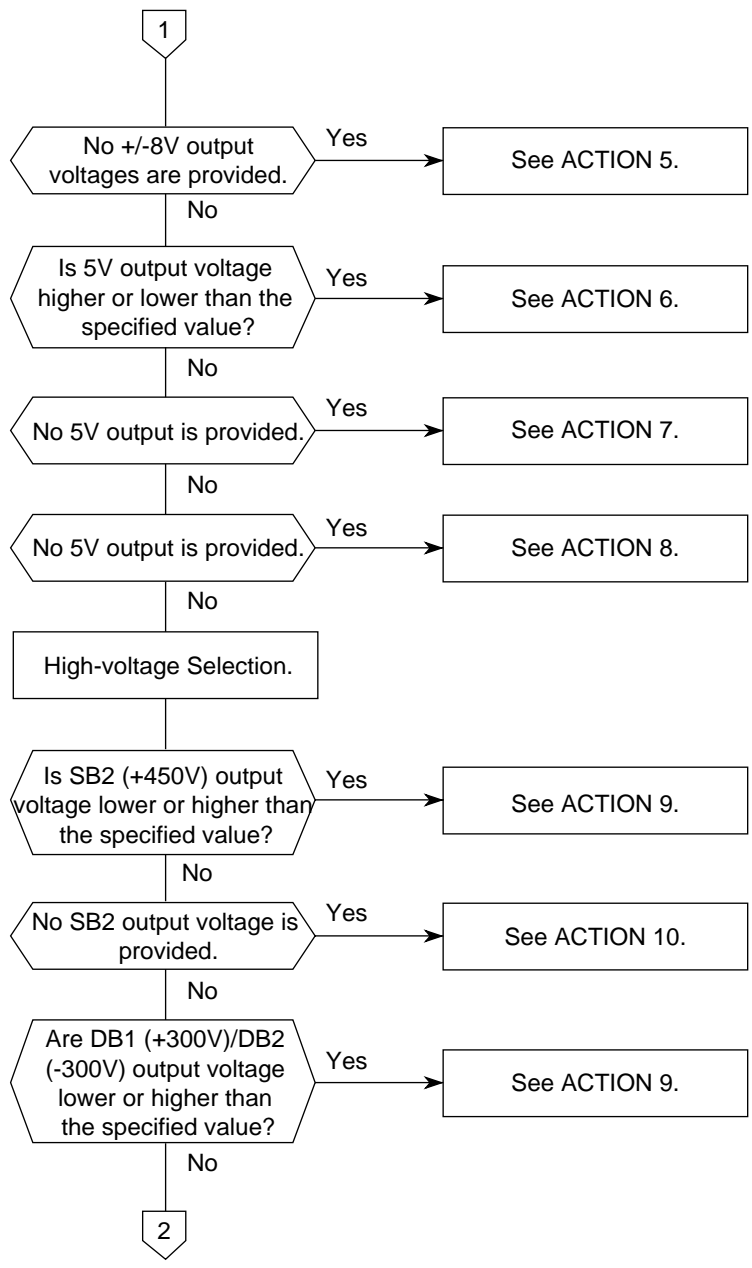 1
No +/-8V output
voltages are provided.
Yes
See ACTION 5.
No
Is 5V output voltage
higher or lower than the
specified value?
Yes
See ACTION 6.
No
No 5V output is provided.
Yes
See ACTION 7.
No
No 5V output is provided.
Yes
See ACTION 8.
No
High-voltage Selection.
Is SB2 (+450V) output
voltage lower or higher than
the specified value?
Yes
See ACTION 9.
No
No SB2 output voltage is
provided.
Yes
See ACTION 10.
No
Are DB1 (+300V)/DB2
(-300V) output voltage
lower or higher than
the specified value?
Yes
See ACTION 9.
No
2